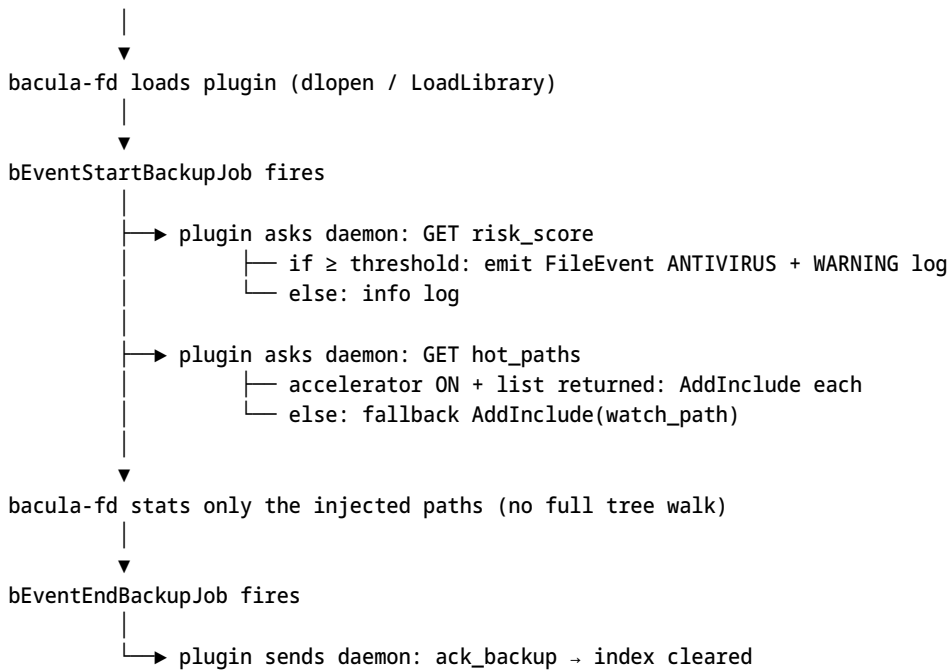 bacula-fd loads plugin (dlopen / LoadLibrary)
bEventStartBackupJob fires
plugin asks daemon: GET risk_score
if ≥ threshold: emit FileEvent ANTIVIRUS + WARNING log
else: info log
plugin asks daemon: GET hot_paths
accelerator ON + list returned: AddInclude each
else: fallback AddInclude(watch_path)
bacula-fd stats only the injected paths (no full tree walk)
bEventEndBackupJob fires
plugin sends daemon: ack_backup → index cleared